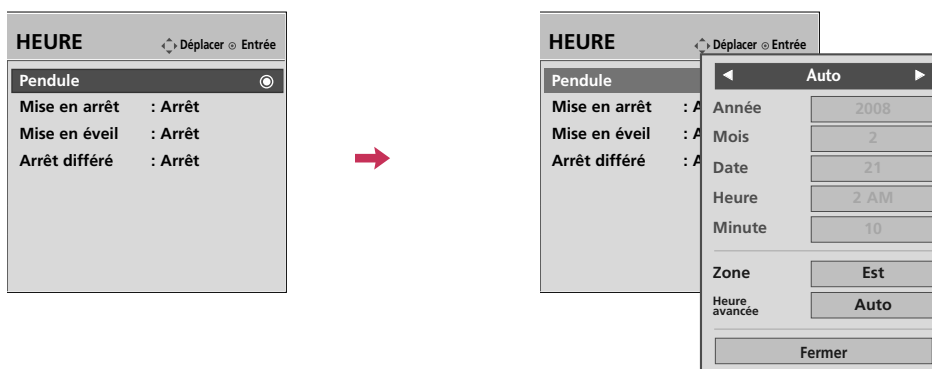 HEURE
Déplacer Entrée
Pendule
Mise en arrêt : Arrêt
Mise en éveil : Arrêt
Arrêt différé : Arrêt
HEURE
Déplacer Entrée
Pendule
Mise en arrêt : A
Mise en éveil : A
Arrêt différé : A
Auto
Année 2008
Mois 2
Date 21
Heure 2 AM
Minute 10
Zone Est
Heure
avancée Auto
Fermer